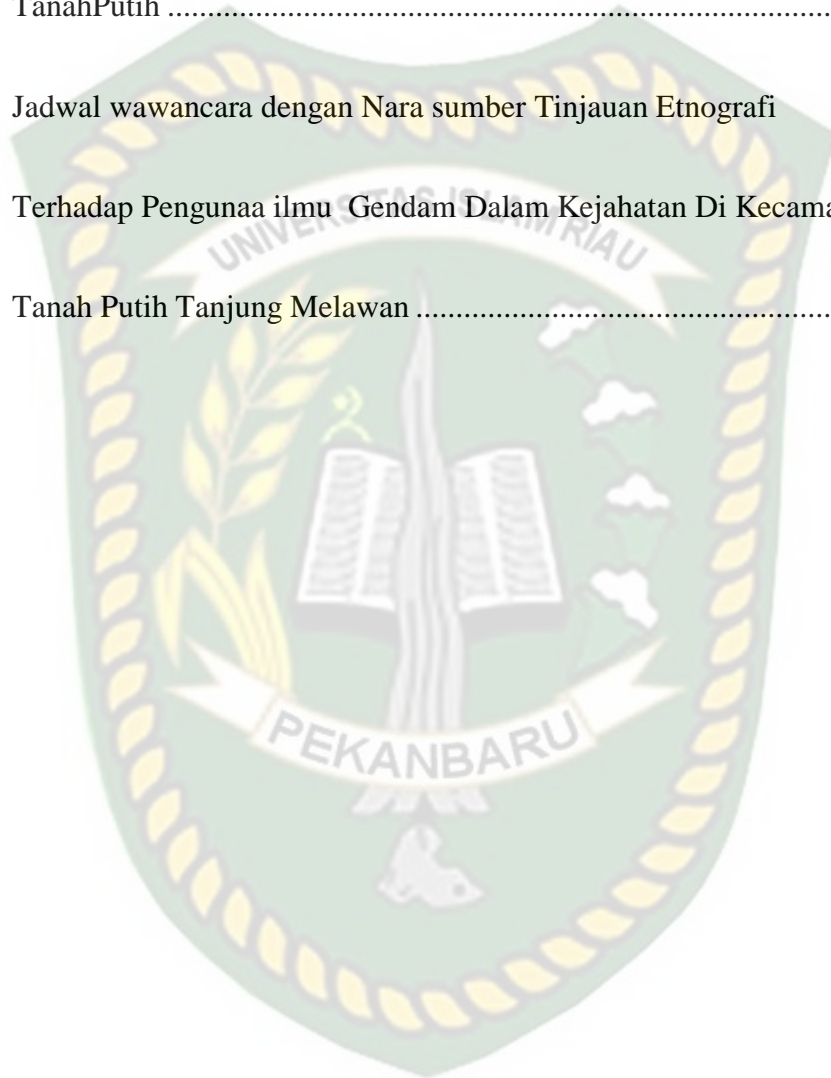 TanahPutih ....................................................................................
Jadwal wawancara dengan Nara sumber Tinjauan Etnografi
Terhadap Pengunaa ilmu Gendam Dalam Kejahatan Di Kecama
Tanah Putih Tanjung Melawan ....................................................
UNIVERSITAS ISLAM RIAU
PEKANBARU